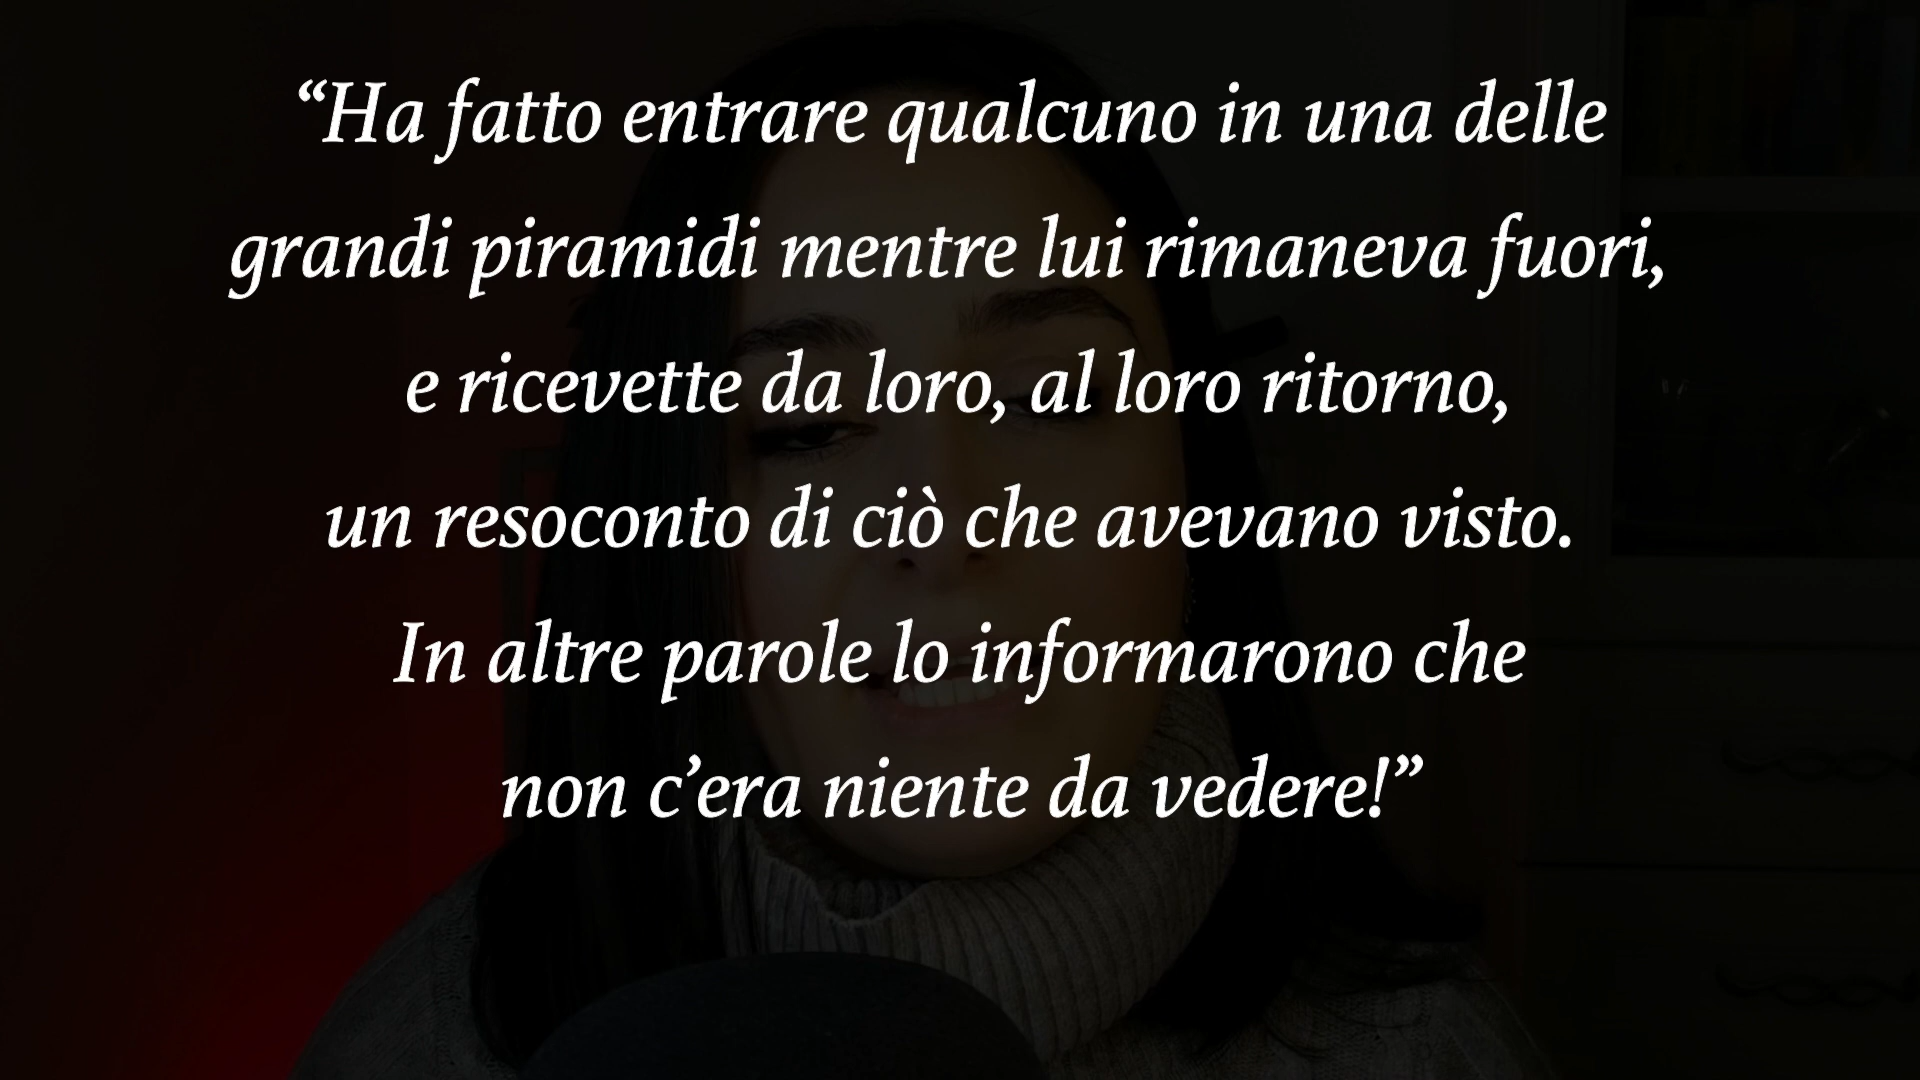 “Ha fatto entrare qualcuno in una delle
grandi piramidi mentre lui rimaneva fuori,
e ricevette da loro, al loro ritorno,
un resoconto di ciò che avevano visto.
In altre parole lo informarono che
non c’era niente da vedere!”